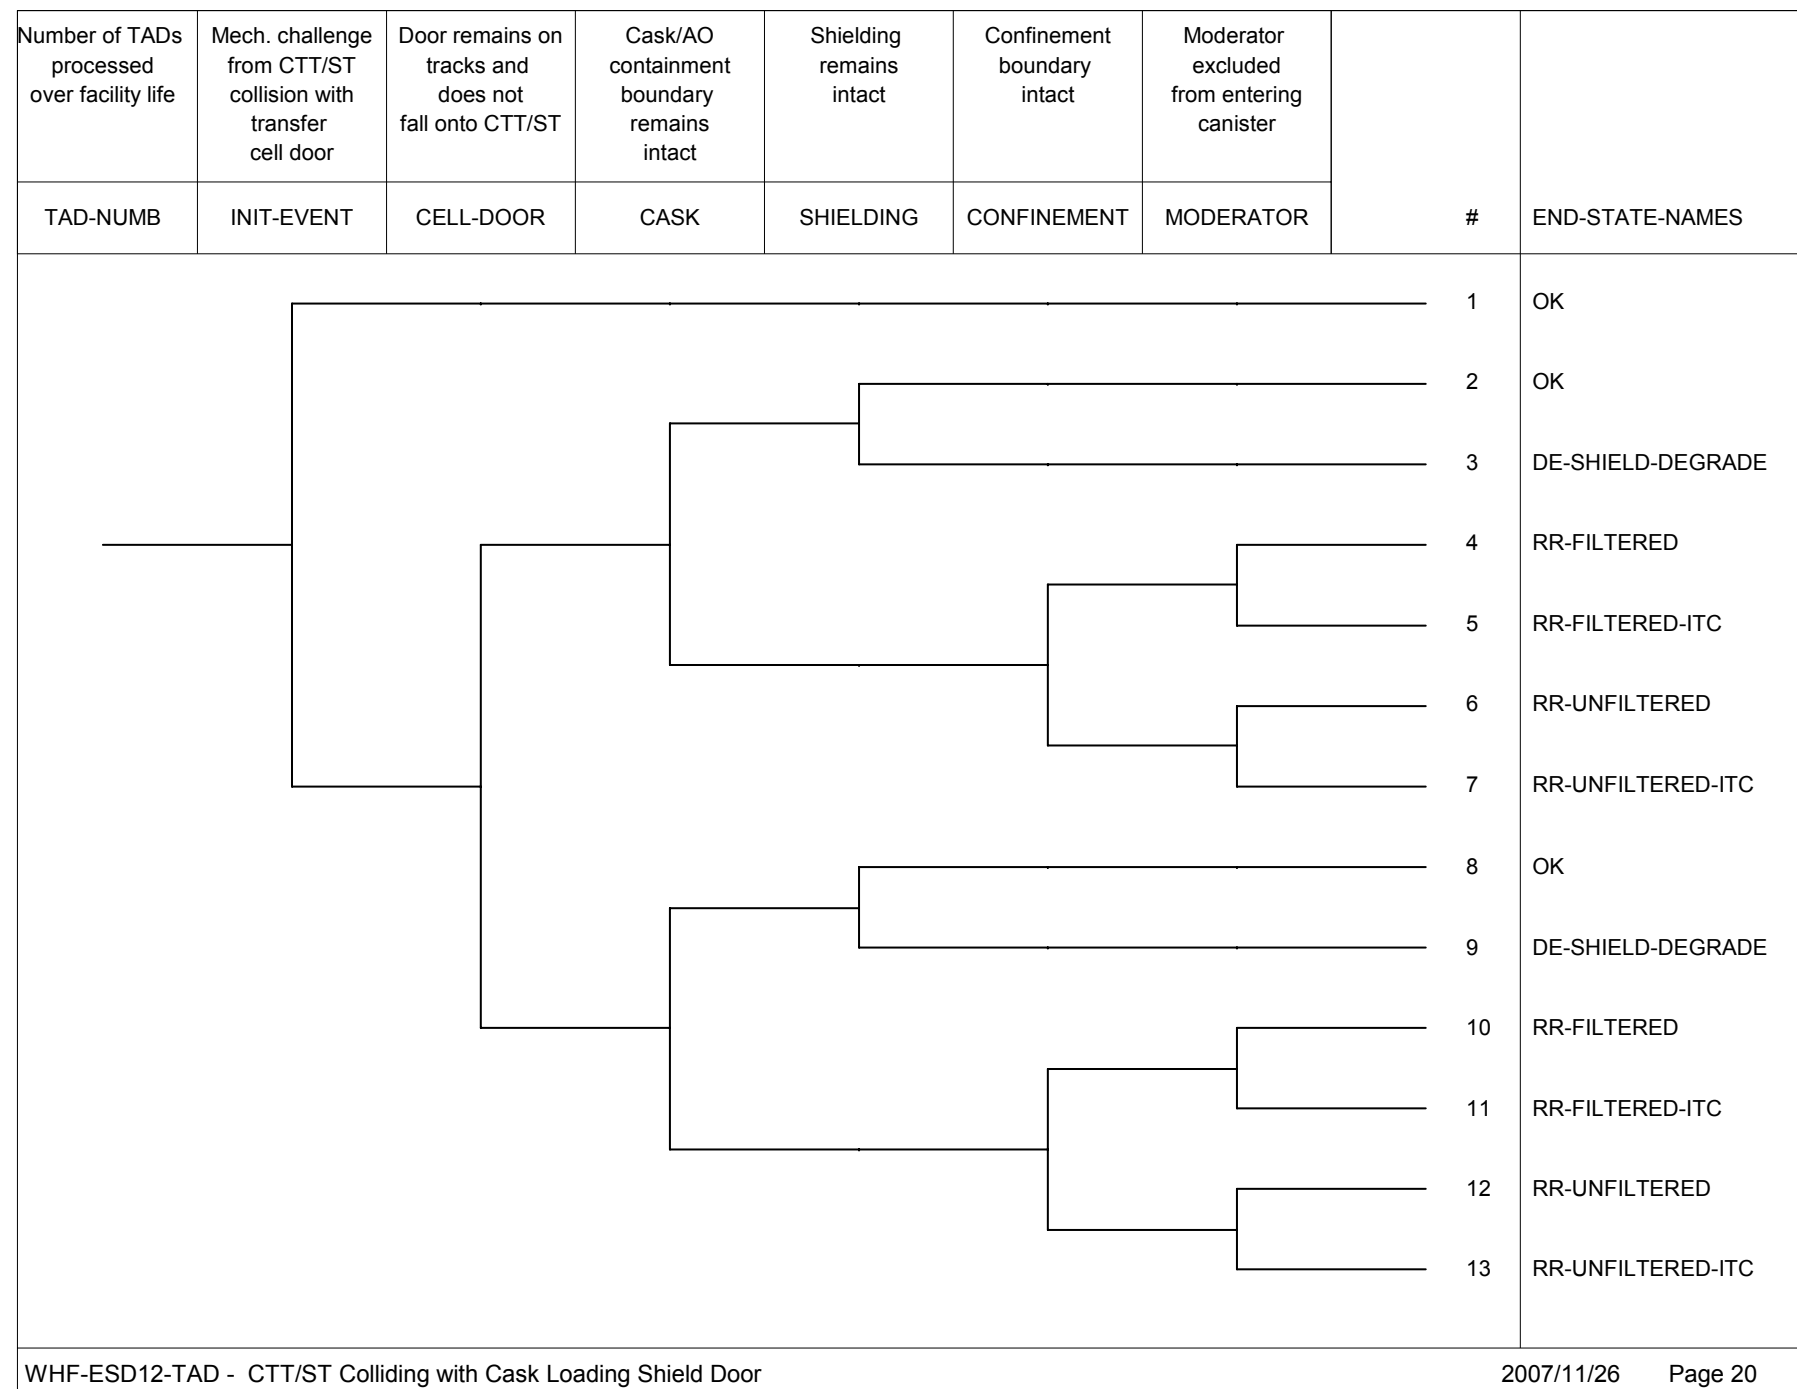 Number of TADs
processed
over facility life
Mech. challenge
from CTT/ST
collision with
transfer
cell door
Door remains on
tracks and
does not
fall onto CTT/ST
Cask/AO
containment
boundary
remains
intact
Shielding
remains
intact
Confinement
boundary
intact
Moderator
excluded
from entering
canister
TAD-NUMB
INIT-EVENT
CELL-DOOR
CASK
SHIELDING
CONFINEMENT
MODERATOR
#
END-STATE-NAMES
1 OK
2 OK
3 DE-SHIELD-DEGRADE
4 RR-FILTERED
5 RR-FILTERED-ITC
6 RR-UNFILTERED
7 RR-UNFILTERED-ITC
8 OK
9 DE-SHIELD-DEGRADE
10 RR-FILTERED
11 RR-FILTERED-ITC
12 RR-UNFILTERED
13 RR-UNFILTERED-ITC
WHF-ESD12-TAD - CTT/ST Colliding with Cask Loading Shield Door 2007/11/26 Page 20